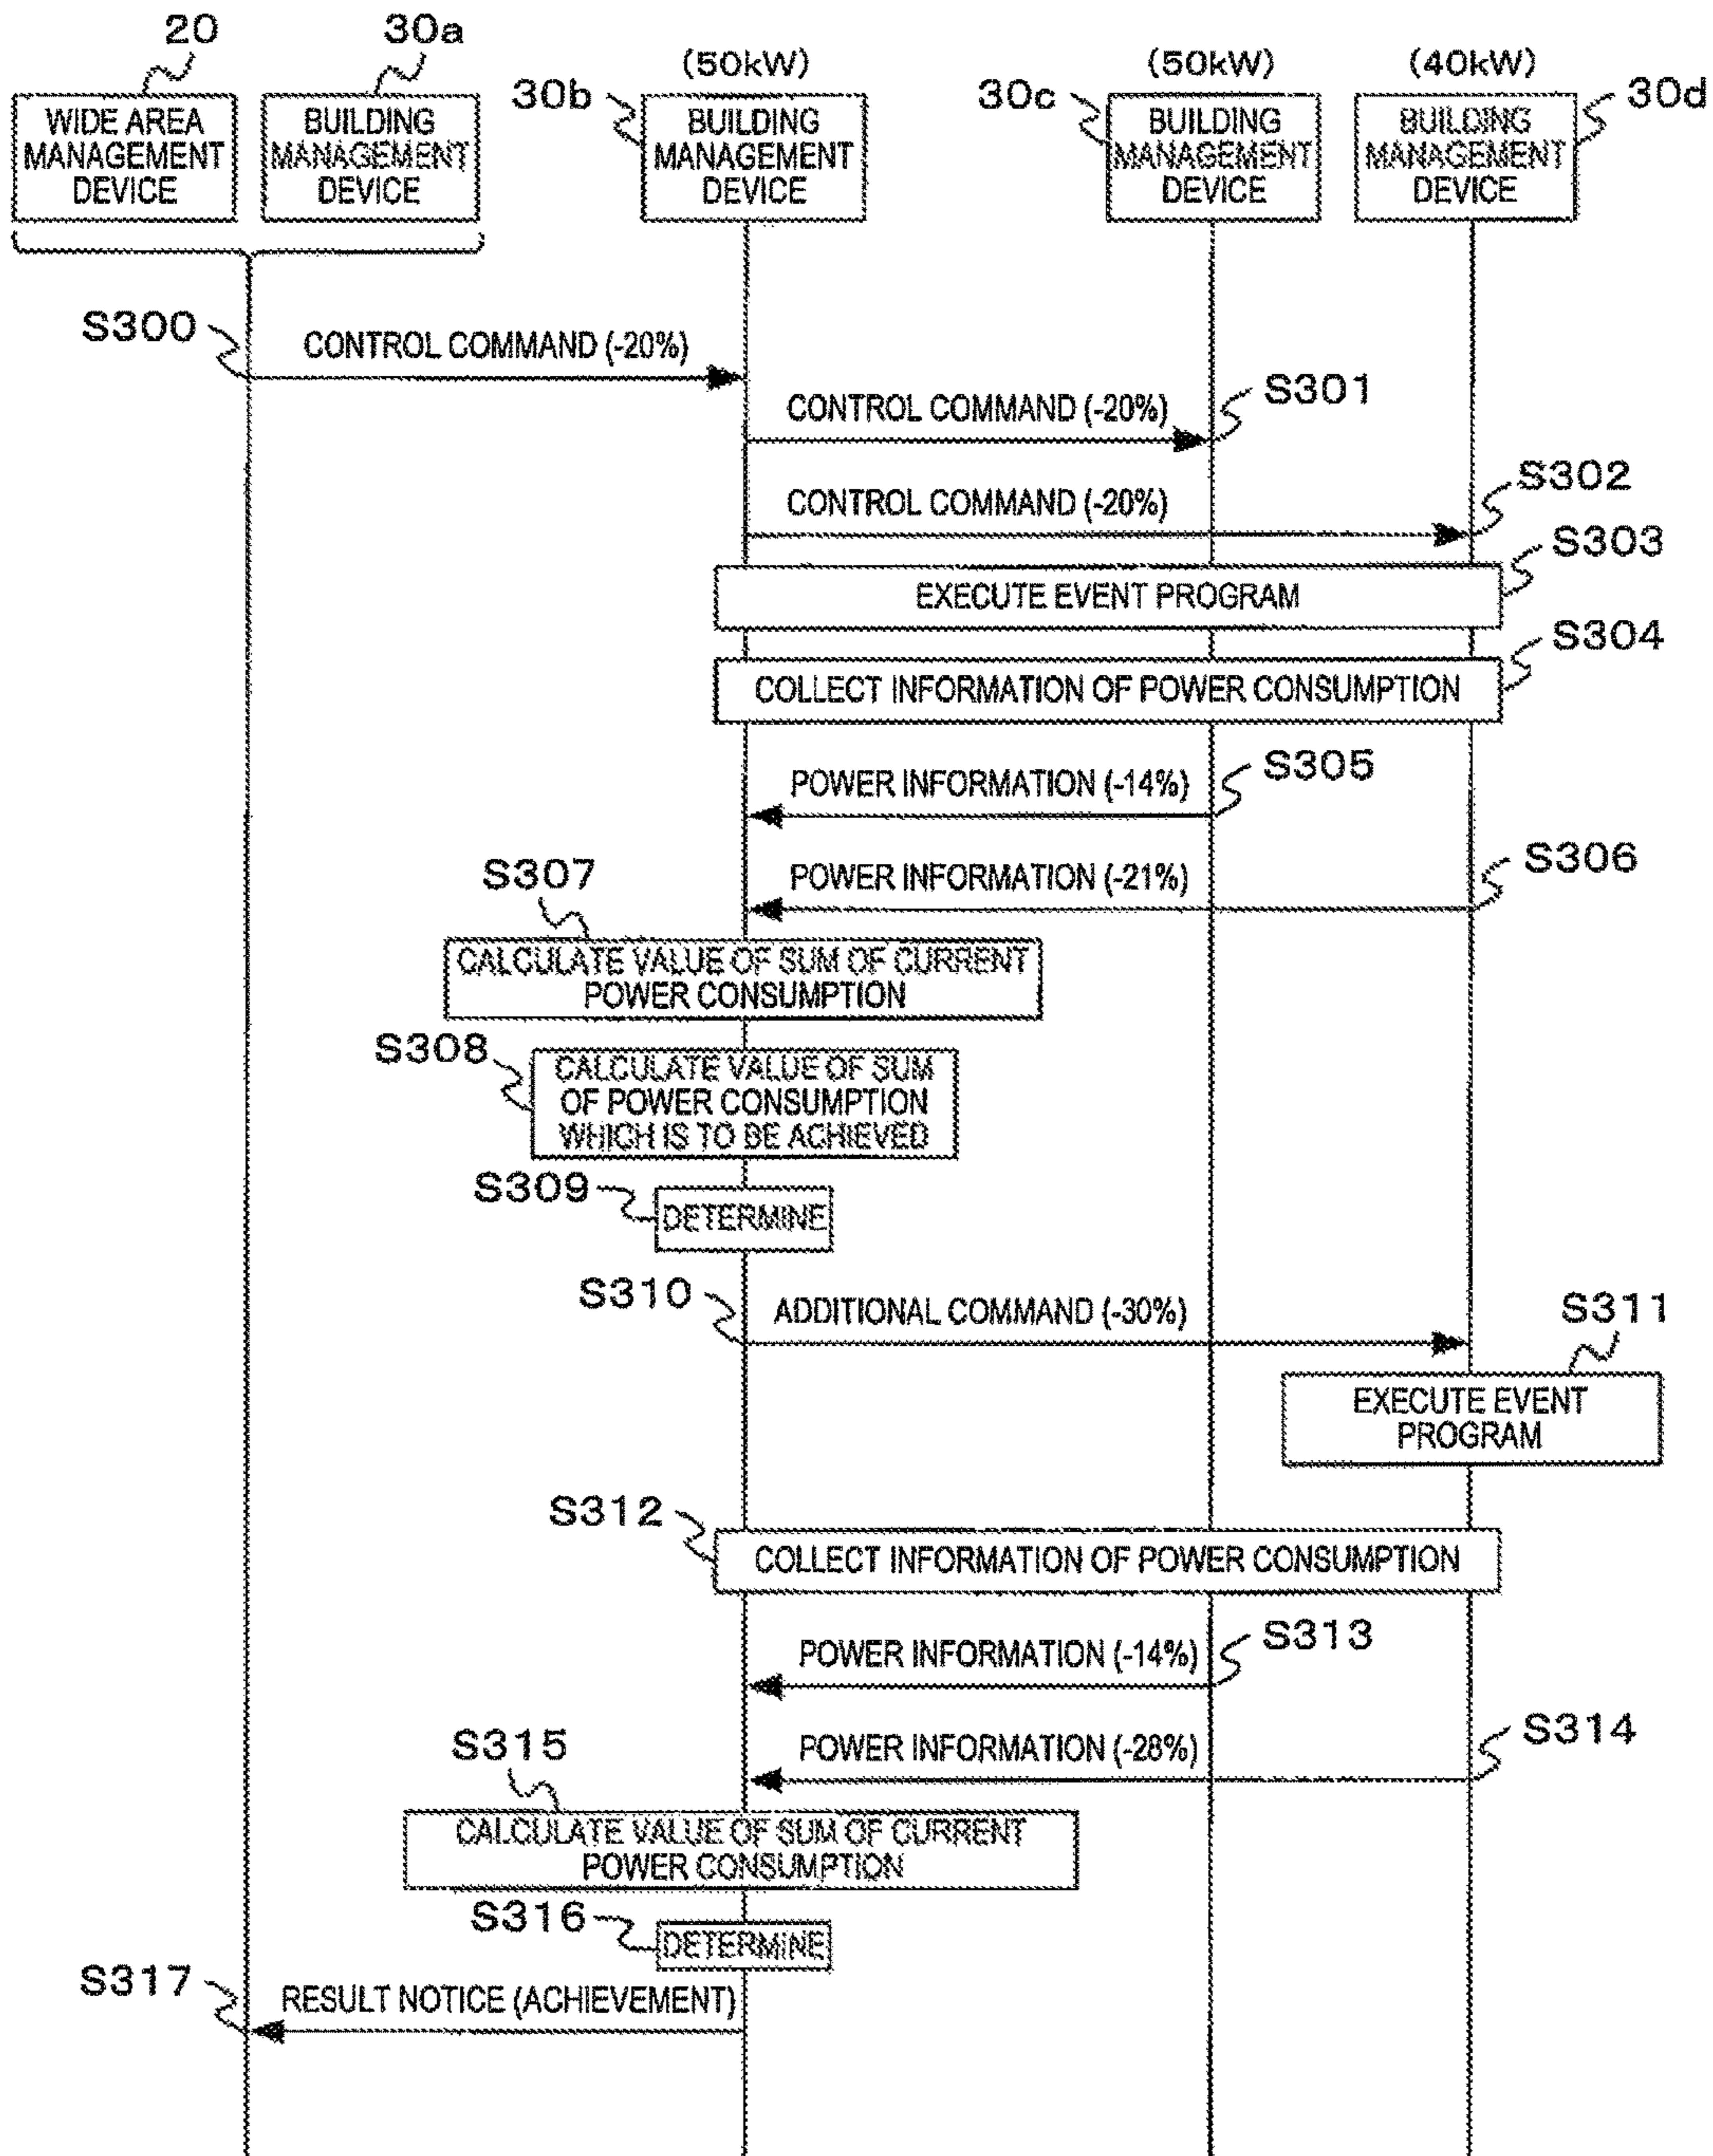 20
30a
30b
(50kW)
30c
(50kW)
(40kW)
30d
WIDE AREA
MANAGEMENT
DEVICE
BUILDING
MANAGEMENT
DEVICE
BUILDING
MANAGEMENT
DEVICE
BUILDING
MANAGEMENT
DEVICE
BUILDING
MANAGEMENT
DEVICE
S300
CONTROL COMMAND (-20%)
CONTROL COMMAND (-20%)
S301
CONTROL COMMAND (-20%)
S302
EXECUTE EVENT PROGRAM
S303
COLLECT INFORMATION OF POWER CONSUMPTION
S304
POWER INFORMATION (-14%)
S305
POWER INFORMATION (-21%)
S306
S307
CALCULATE VALUE OF SUM OF CURRENT
POWER CONSUMPTION
S308
CALCULATE VALUE OF SUM
OF POWER CONSUMPTION
WHICH IS TO BE ACHIEVED
S309
DETERMINE
S310
ADDITIONAL COMMAND (-30%)
S311
EXECUTE EVENT
PROGRAM
S312
COLLECT INFORMATION OF POWER CONSUMPTION
POWER INFORMATION (-14%)
S313
POWER INFORMATION (-28%)
S314
S315
CALCULATE VALUE OF SUM OF CURRENT
POWER CONSUMPTION
S316
DETERMINE
S317
RESULT NOTICE (ACHIEVEMENT)